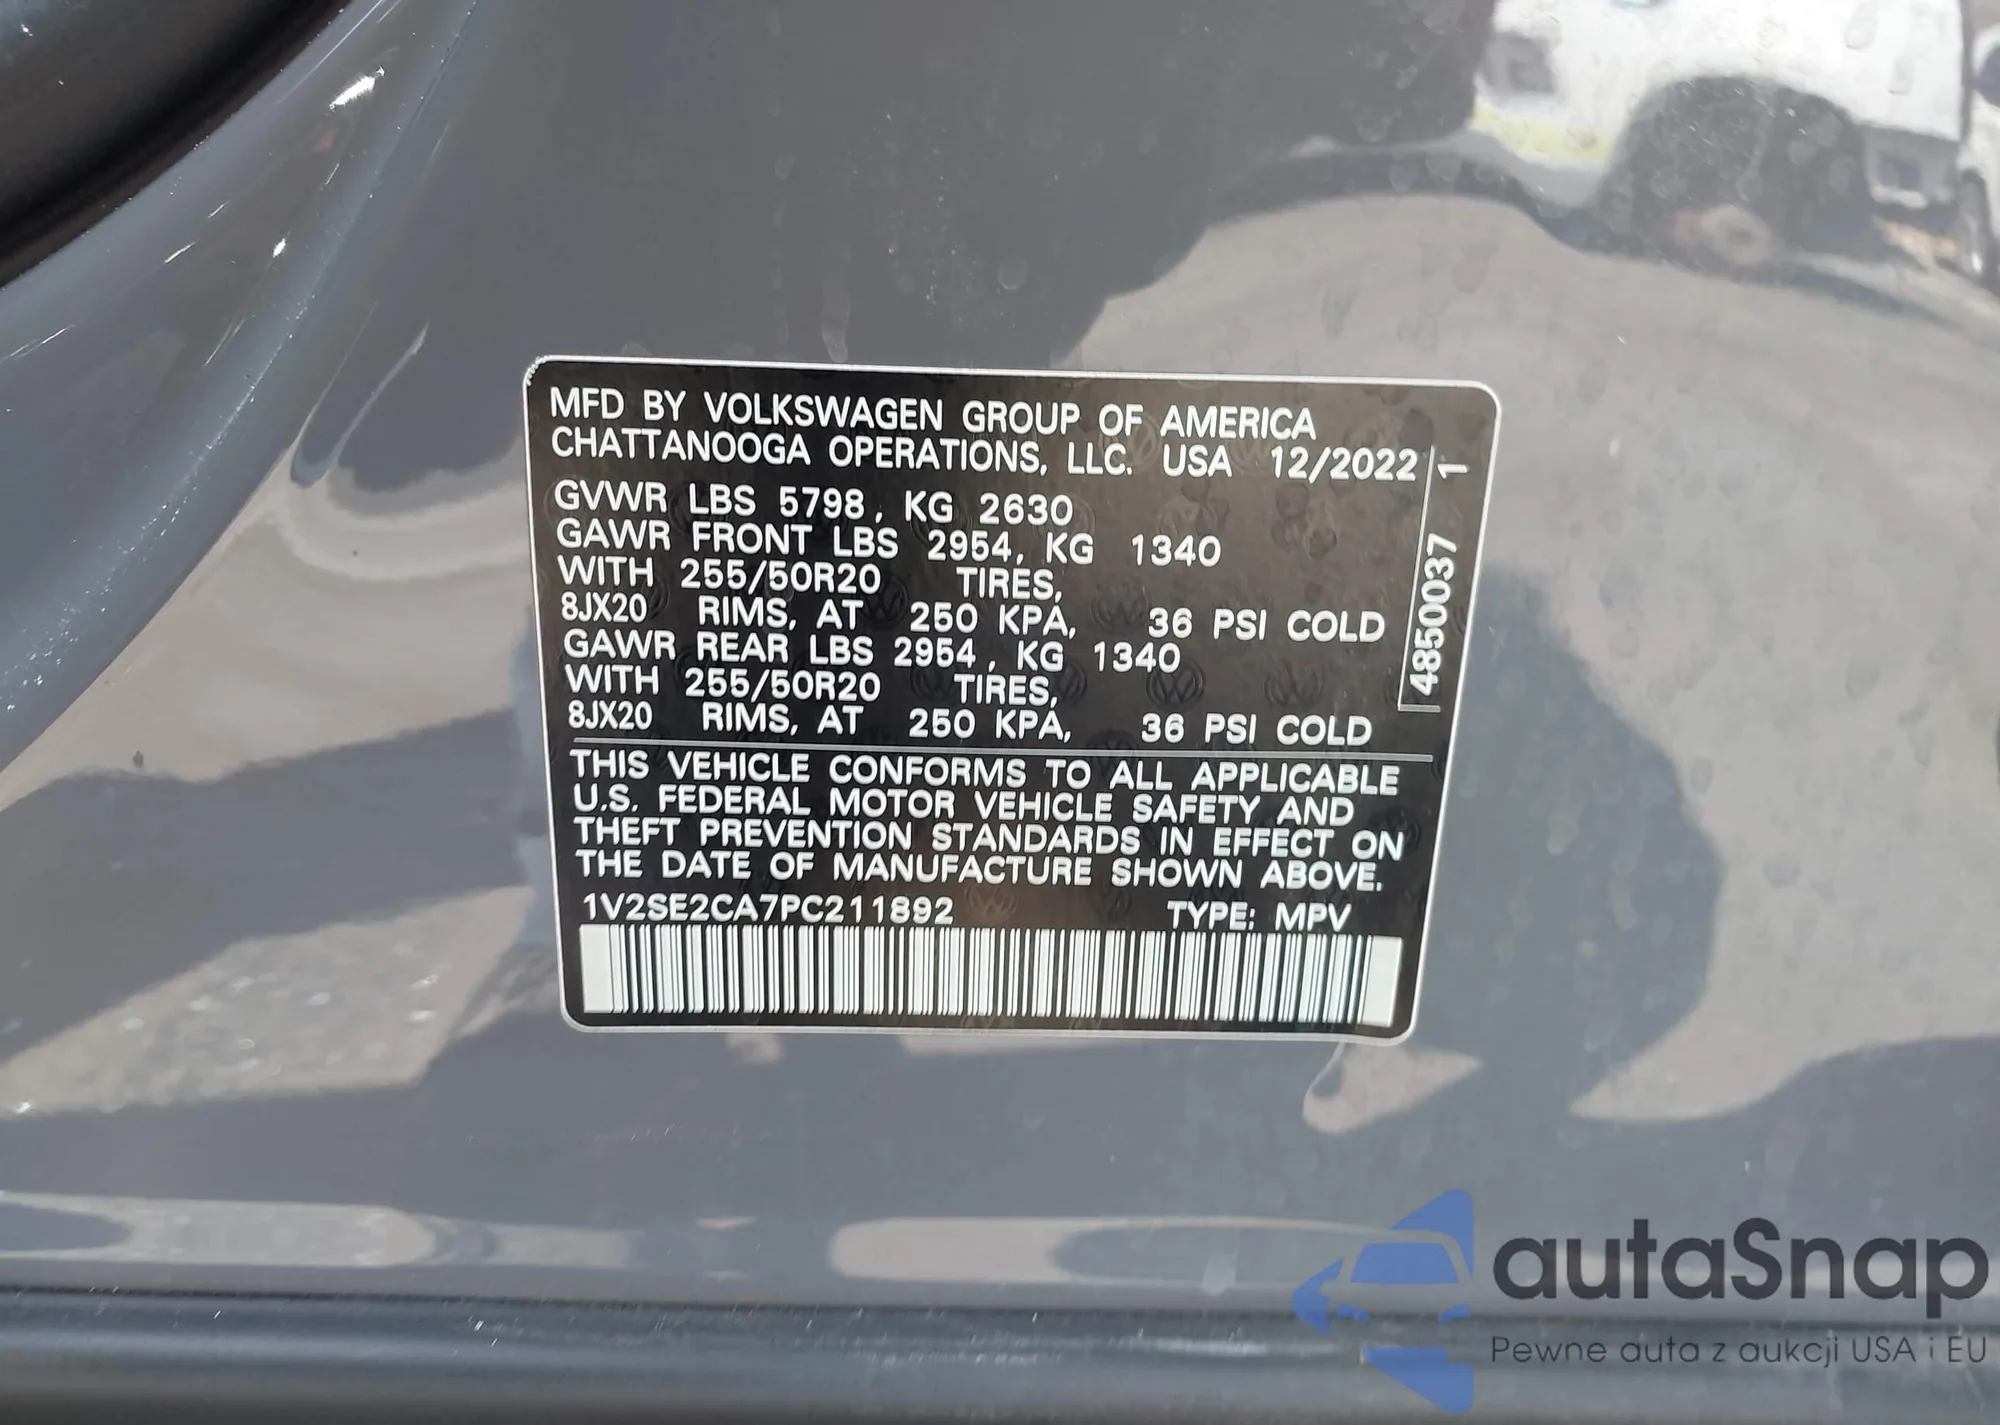 MFD BY VOLKSWAGEN GROUP OF AMERICA
CHATTANOOGA OPERATIONS, LLC. USA 12/2022
GVWR LBS 5798, KG 2630
GAWR FRONT LBS 2954, KG 1340
WITH 255/50R20 TIRES,
8JX20 RIMS, AT 250 KPA, 36 PSI COLD
GAWR REAR LBS 2954, KG 1340
WITH 255/50R20 TIRES,
8JX20 RIMS, AT 250 KPA, 36 PSI COLD
4850037 1
THIS VEHICLE CONFORMS TO ALL APPLICABLE
U.S. FEDERAL MOTOR VEHICLE SAFETY AND
THEFT PREVENTION STANDARDS IN EFFECT ON
THE DATE OF MANUFACTURE SHOWN ABOVE.
1V2SE2CA7PC211892 TYPE: MPV
autaSnap
Pewne auta z aukcji USA i EU